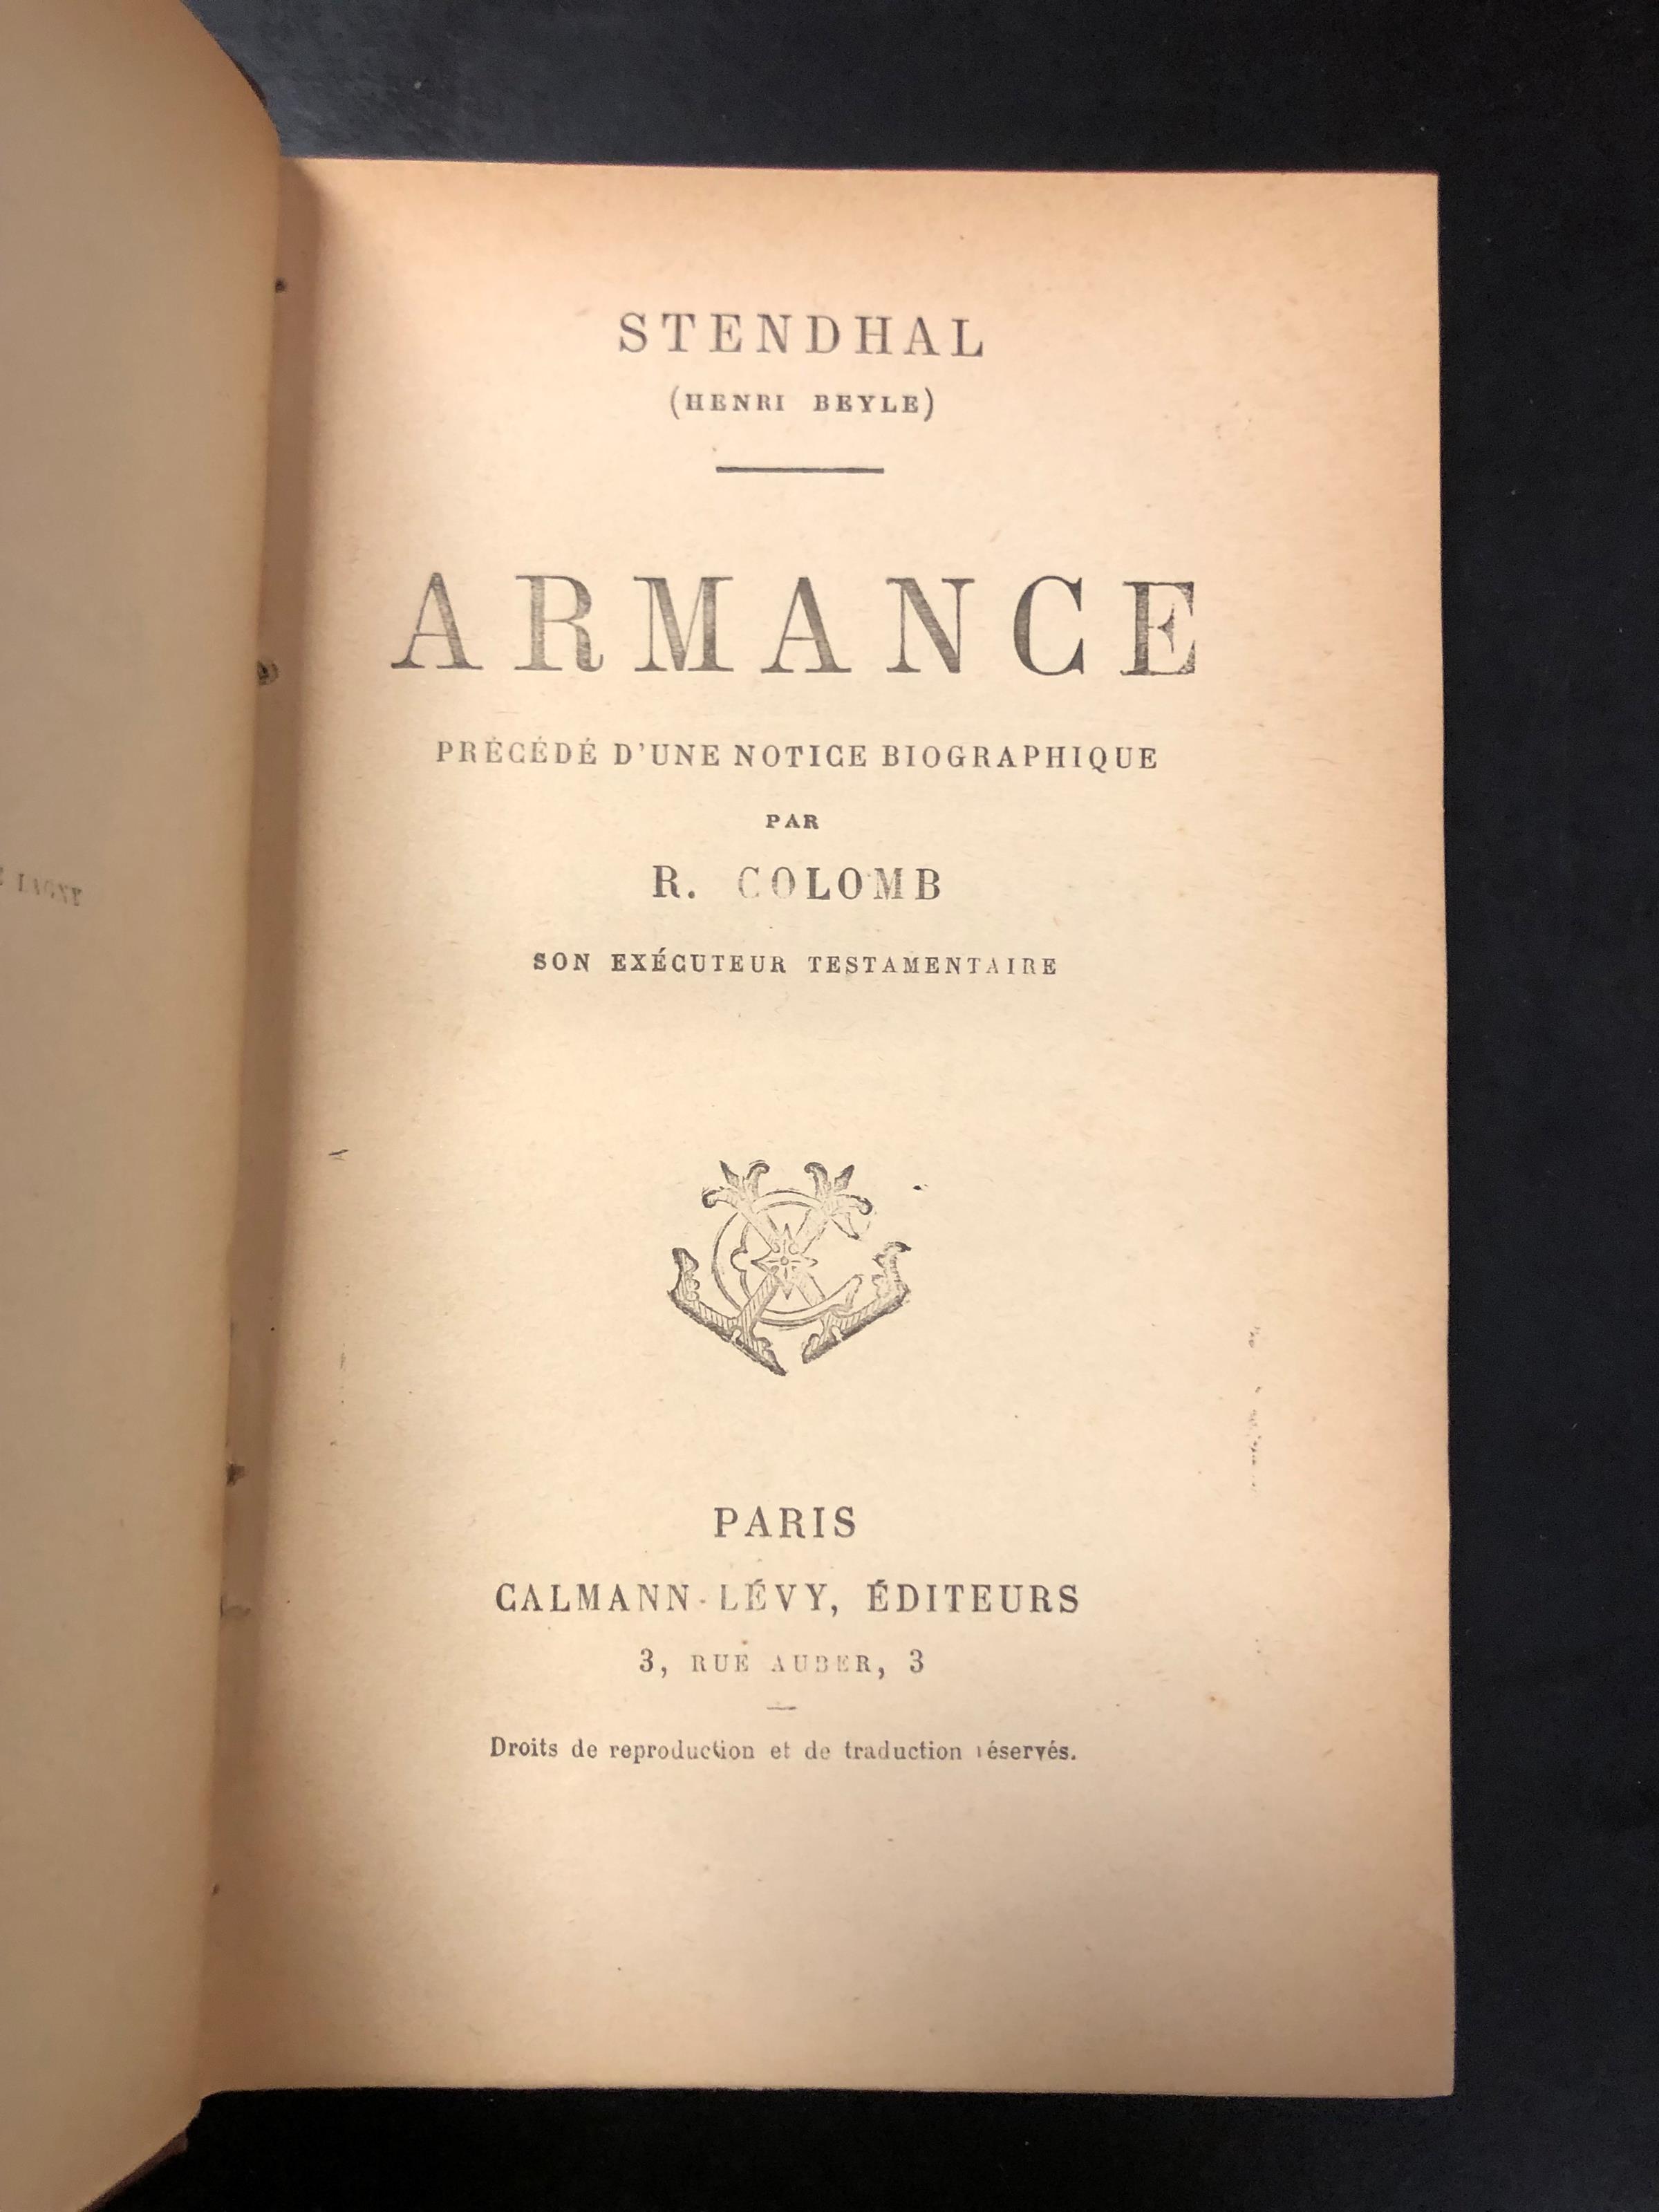 STENDHAL
(HENRI BEYLE)
ARMANCE
PRÉCÉDÉ D'UNE NOTICE BIOGRAPHIQUE
PAR
R. COLOMB
SON EXÉCUTEUR TESTAMENTAIRE
PARIS
CALMANN-LÉVY, ÉDITEURS
3, RUE AUBER, 3
Droits de reproduction et de traduction réservés.
LAGNY